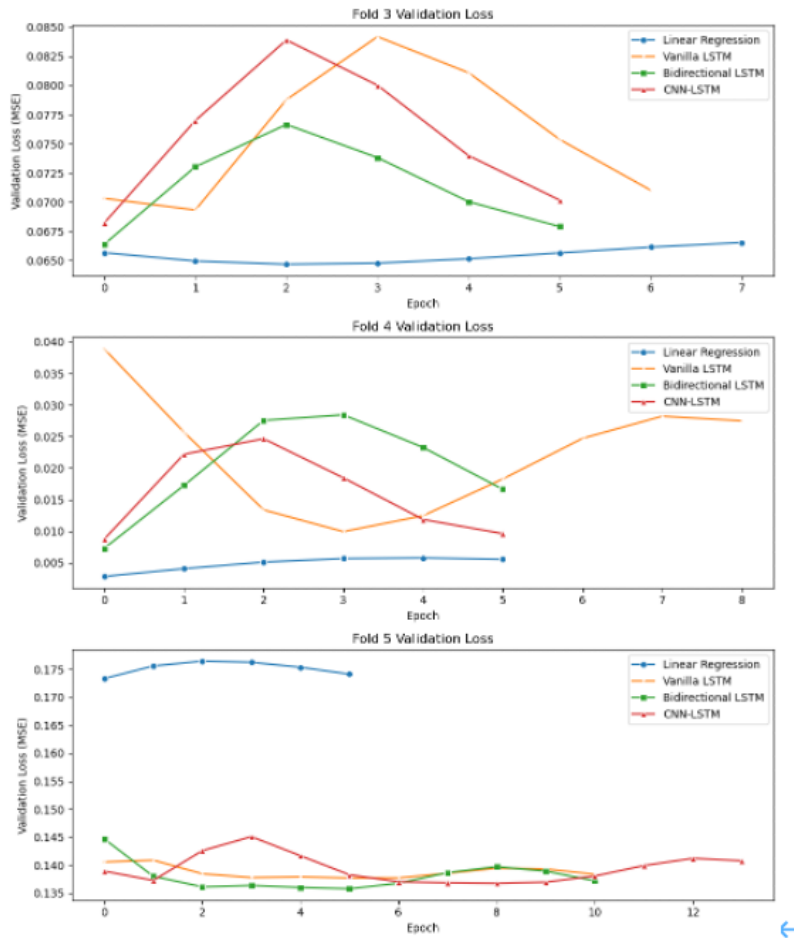 Fold 3 Validation Loss
0.0850
0.0825
0.0800
0.0775
0.0750
0.0725
0.0700
0.0675
0.0650
Validation Loss (MSE)
Linear Regression
Vanilla LSTM
Bidirectional LSTM
CNN-LSTM
0 1 2 3 4 5 6 7
Epoch
Fold 4 Validation Loss
0.040
0.035
0.030
0.025
0.020
0.015
0.010
0.005
Validation Loss (MSE)
Linear Regression
Vanilla LSTM
Bidirectional LSTM
CNN-LSTM
0 1 2 3 4 5 6 7 8
Epoch
Fold 5 Validation Loss
0.175
0.170
0.165
0.160
0.155
0.150
0.145
0.140
0.135
Validation Loss (MSE)
Linear Regression
Vanilla LSTM
Bidirectional LSTM
CNN-LSTM
0 2 4 6 8 10 12
Epoch